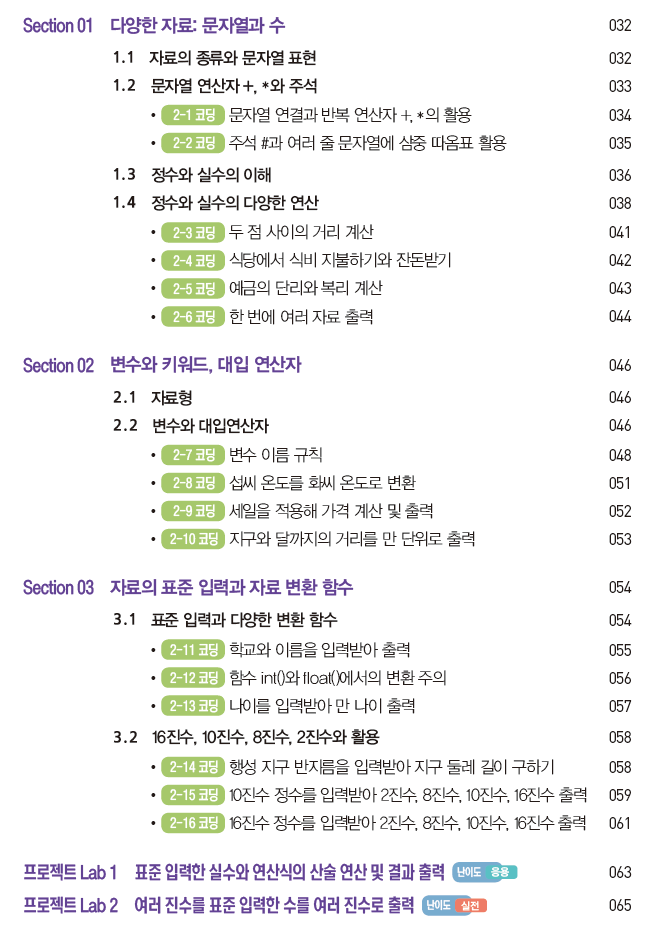 Section 01 다양한 자료: 문자열과 수 032
1.1 자료의 종류와 문자열 표현 032
1.2 문자열 연산자 +, *와 주석 033
• 2-1 코딩 문자열 연결과 반복 연산자 +, *의 활용 034
• 2-2 코딩 주석 #과 여러 줄 문자열에 삼중 따옴표 활용 035
1.3 정수와 실수의 이해 036
1.4 정수와 실수의 다양한 연산 038
• 2-3 코딩 두 점 사이의 거리 계산 041
• 2-4 코딩 식당에서 식비 지불하기와 잔돈받기 042
• 2-5 코딩 예금의 단리와 복리 계산 043
• 2-6 코딩 한 번에 여러 자료 출력 044
Section 02 변수와 키워드, 대입 연산자 046
2.1 자료형 046
2.2 변수와 대입연산자 046
• 2-7 코딩 변수 이름 규칙 048
• 2-8 코딩 섭씨 온도를 화씨 온도로 변환 051
• 2-9 코딩 세일을 적용해 가격 계산 및 출력 052
• 2-10 코딩 지구와 달까지의 거리를 만 단위로 출력 053
Section 03 자료의 표준 입력과 자료 변환 함수 054
3.1 표준 입력과 다양한 변환 함수 054
• 2-11 코딩 학교와 이름을 입력받아 출력 055
• 2-12 코딩 함수 int()와 float()에서의 변환 주의 056
• 2-13 코딩 나이를 입력받아 만 나이 출력 057
3.2 16진수, 10진수, 8진수, 2진수와 활용 058
• 2-14 코딩 행성 지구 반지름을 입력받아 지구 둘레 길이 구하기 058
• 2-15 코딩 10진수 정수를 입력받아 2진수, 8진수, 10진수, 16진수 출력 059
• 2-16 코딩 16진수 정수를 입력받아 2진수, 8진수, 10진수, 16진수 출력 061
프로젝트 Lab 1 표준 입력한 실수와 연산식의 산술 연산 및 결과 출력 난이도 응용 063
프로젝트 Lab 2 여러 진수를 표준 입력한 수를 여러 진수로 출력 난이도 실전 065